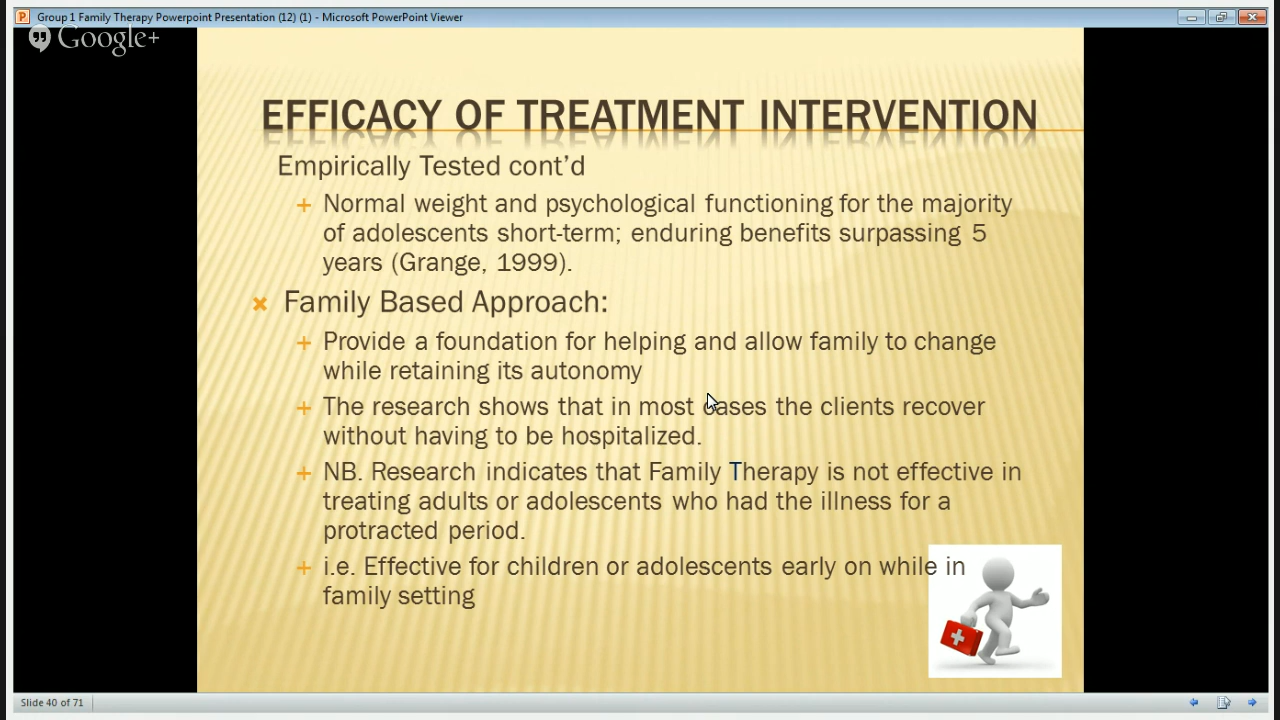 Group 1 Family Therapy Powerpoint Presentation (12) (1) - Microsoft PowerPoint Viewer
Google+
EFFICACY OF TREATMENT INTERVENTION
Empirically Tested cont’d
Normal weight and psychological functioning for the majority
of adolescents short-term; enduring benefits surpassing 5
years (Grange, 1999).
Family Based Approach:
Provide a foundation for helping and allow family to change
while retaining its autonomy
The research shows that in most cases the clients recover
without having to be hospitalized.
NB. Research indicates that Family Therapy is not effective in
treating adults or adolescents who had the illness for a
protracted period.
i.e. Effective for children or adolescents early on while in
family setting
Slide 40 of 71